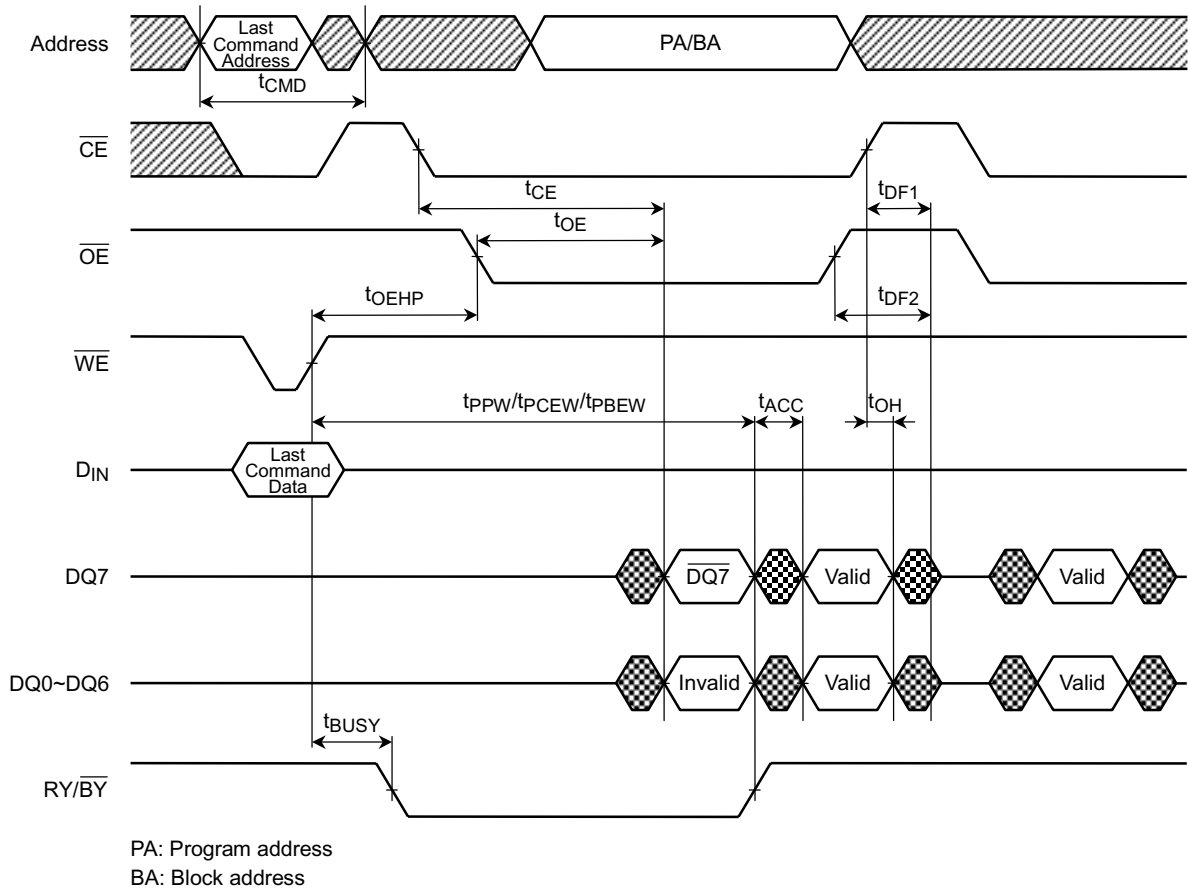 Address
Last
Command
Address
PA/BA
tCMD
CE
tCE
tDF1
OE
tOE
tOEHP
tDF2
WE
tPPW/tPCEW/tPBEW
tACC
tOH
DIN
Last
Command
Data
DQ7
DQ7
Valid
Valid
DQ0~DQ6
Invalid
Valid
Valid
tBUSY
RY/BY
PA: Program address
BA: Block address